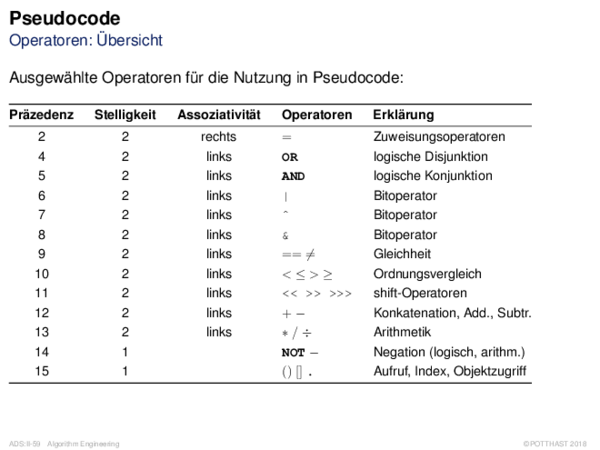 Pseudocode
Operatoren: Übersicht
Ausgewählte Operatoren für die Nutzung in Pseudocode:
Präzedenz Stelligkeit Assoziativität Operatoren Erklärung
2 2 rechts = Zuweisungsoperatoren
4 2 links OR logische Disjunktion
5 2 links AND logische Konjunktion
6 2 links | Bitoperator
7 2 links ^ Bitoperator
8 2 links & Bitoperator
9 2 links == ≠ Gleichheit
10 2 links < ≤ > ≥ Ordnungsvergleich
11 2 links << >> >>> shift-Operatoren
12 2 links + − Konkatenation, Add., Subtr.
13 2 links * / ÷ Arithmetik
14 1 NOT − Negation (logisch, arithm.)
15 1 () [] . Aufruf, Index, Objektzugriff
ADS:II-59 Algorithm Engineering ©POTTHAST 2018